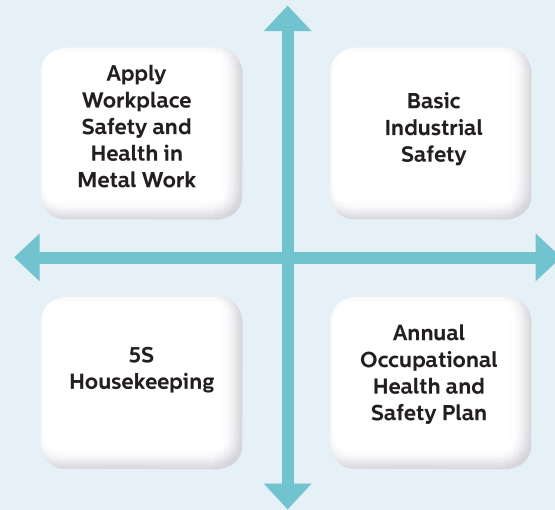 Apply
Workplace
Safety and
Health in
Metal Work
Basic
Industrial
Safety
5S
Housekeeping
Annual
Occupational
Health and
Safety Plan